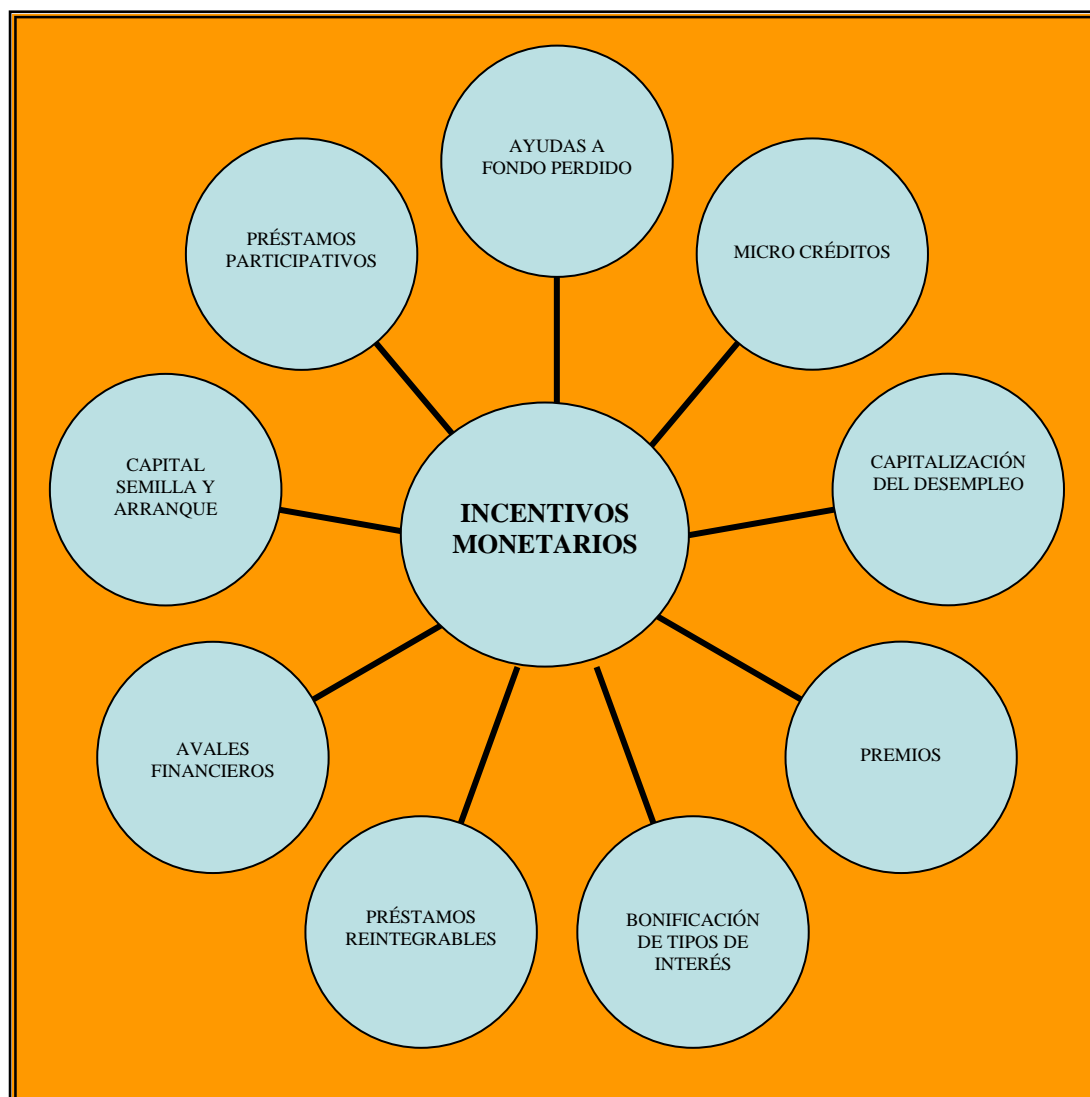 AYUDAS A
FONDO PERDIDO
PRÉSTAMOS
PARTICIPATIVOS
MICRO CRÉDITOS
CAPITAL
SEMILLA Y
ARRANQUE
INCENTIVOS
MONETARIOS
CAPITALIZACIÓN
DEL DESEMPLEO
AVALES
FINANCIEROS
PREMIOS
PRÉSTAMOS
REINTEGRABLES
BONIFICACIÓN
DE TIPOS DE
INTERÉS